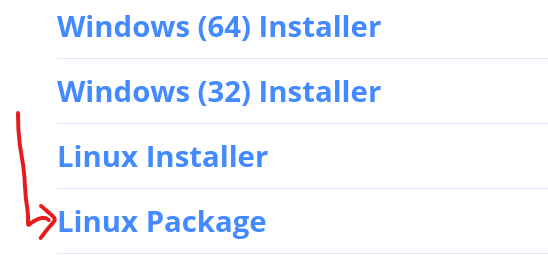 Windows (64) Installer
Windows (32) Installer
Linux Installer
Linux Package